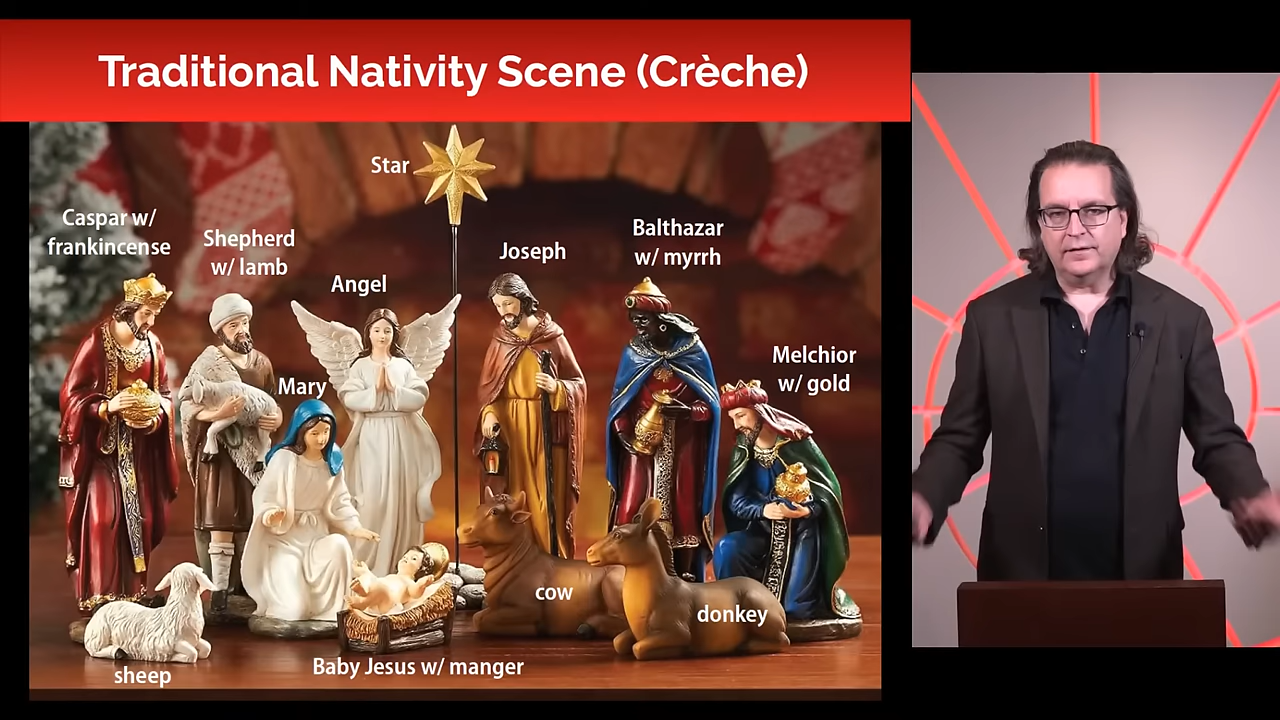 Traditional Nativity Scene (Crèche)
Star
Caspar w/
frankincense
Shepherd
w/ lamb
Angel
Joseph
Balthazar
w/ myrrh
Mary
Melchior
w/ gold
cow
donkey
sheep
Baby Jesus w/ manger